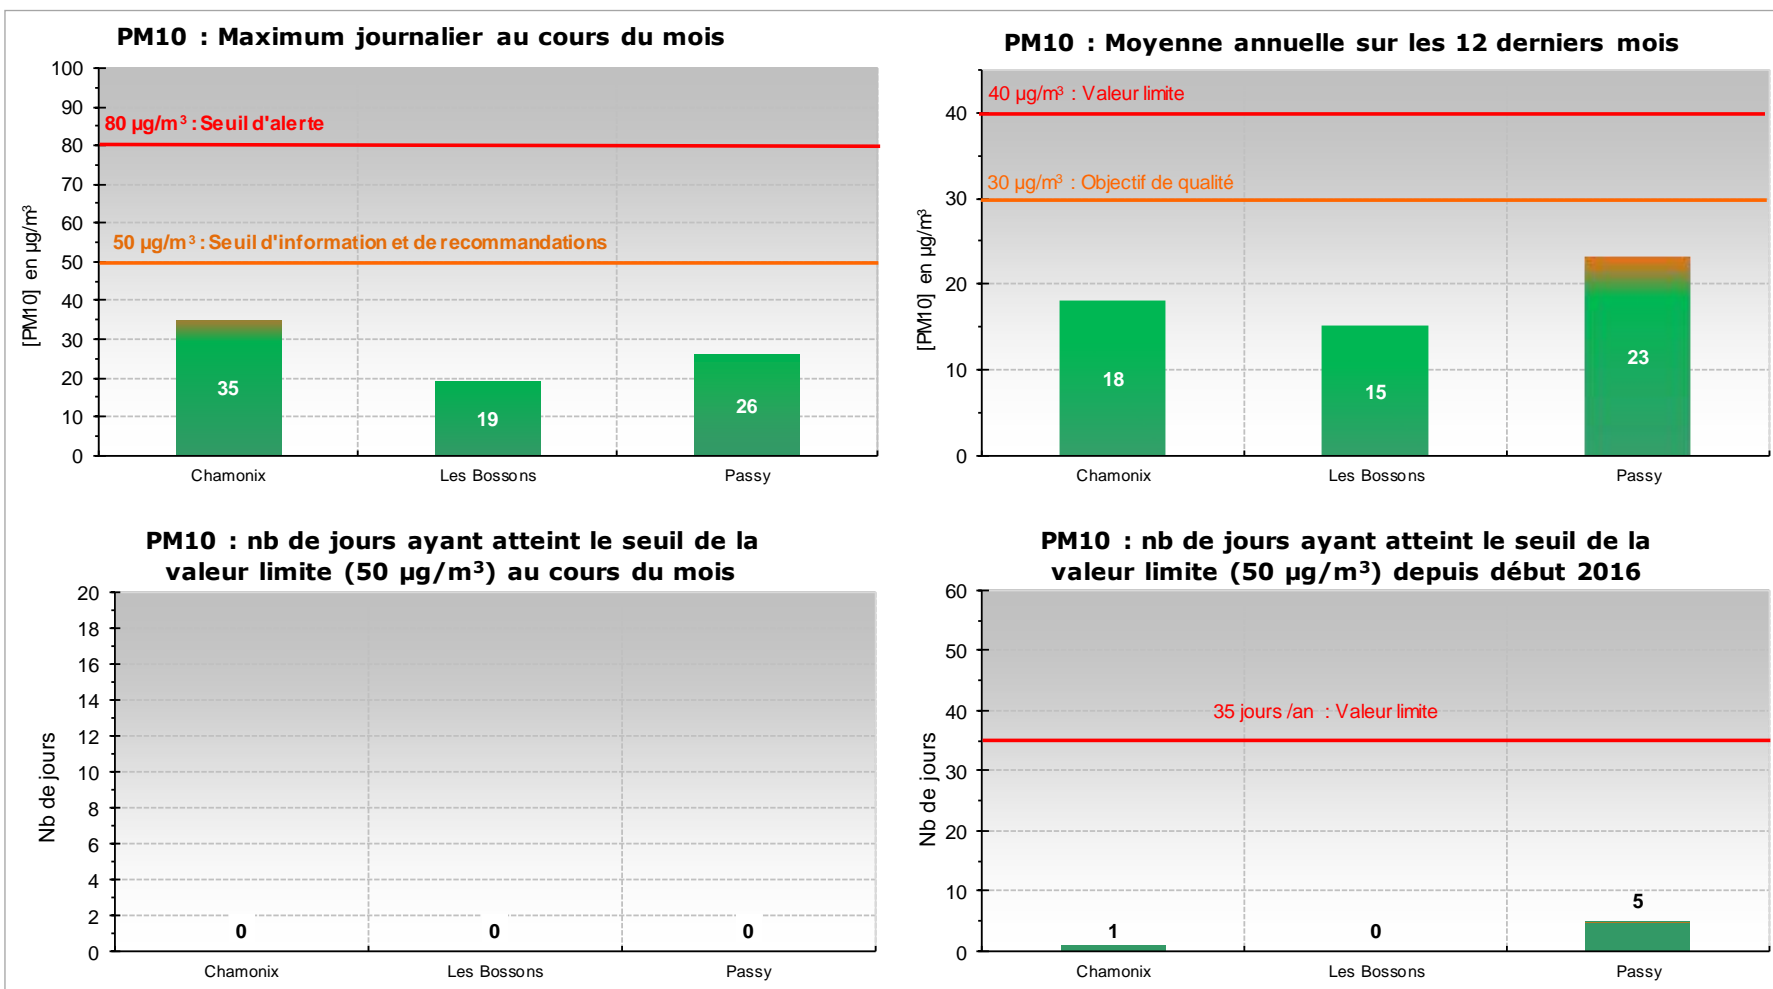 PM10 : Maximum journalier au cours du mois
100
90
80
70
60
50
40
30
20
10
0
[PM10] en µg/m³
80 µg/m³ : Seuil d'alerte
50 µg/m³ : Seuil d'information et de recommandations
35
19
26
Chamonix
Les Bossons
Passy
PM10 : Moyenne annuelle sur les 12 derniers mois
40
30
20
10
0
[PM10] en µg/m³
40 µg/m³ : Valeur limite
30 µg/m³ : Objectif de qualité
18
15
23
Chamonix
Les Bossons
Passy
PM10 : nb de jours ayant atteint le seuil de la
valeur limite (50 µg/m³) au cours du mois
20
18
16
14
12
10
8
6
4
2
0
Nb de jours
0
0
0
Chamonix
Les Bossons
Passy
PM10 : nb de jours ayant atteint le seuil de la
valeur limite (50 µg/m³) depuis début 2016
60
50
40
30
20
10
0
Nb de jours
35 jours /an : Valeur limite
1
0
5
Chamonix
Les Bossons
Passy